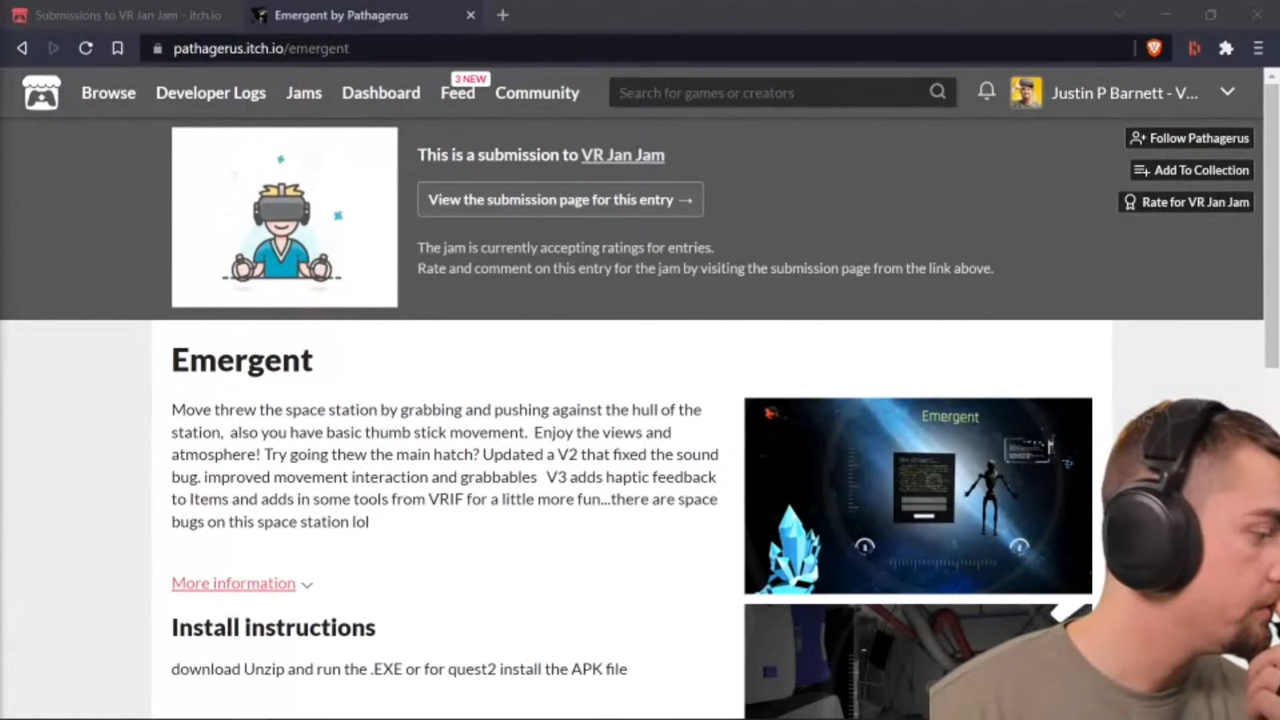 Submissions to VR Jan Jam - itch.io
Emergent by Pathagerus
pathagerus.itch.io/emergent
3 NEW
Browse Developer Logs Jams Dashboard Feed Community Search for games or creators Justin P Barnett - V...
This is a submission to VR Jan Jam
Follow Pathagerus
View the submission page for this entry →
Add To Collection
Rate for VR Jan Jam
The jam is currently accepting ratings for entries.
Rate and comment on this entry for the jam by visiting the submission page from the link above.
Emergent
Move threw the space station by grabbing and pushing against the hull of the
station, also you have basic thumb stick movement. Enjoy the views and
atmosphere! Try going thew the main hatch? Updated a V2 that fixed the sound
bug, improved movement interaction and grabbables V3 adds haptic feedback
to Items and adds in some tools from VRIF for a little more fun...there are space
bugs on this space station lol
Emergent
More information
Install instructions
download Unzip and run the .EXE or for quest2 install the APK file